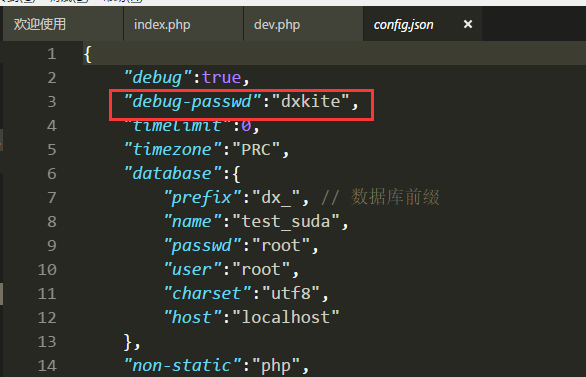 欢迎使用 index.php dev.php config.json ×
1 {
2 "debug":true,
3 "debug-passwd":"dxkite",
4 "timelimit":0,
5 "timezone":"PRC",
6 "database":{
7 "prefix":"dx_", // 数据库前缀
8 "name":"test_suda",
9 "passwd":"root",
10 "user":"root",
11 "charset":"utf8",
12 "host":"localhost"
13 },
14 "non-static":"php",